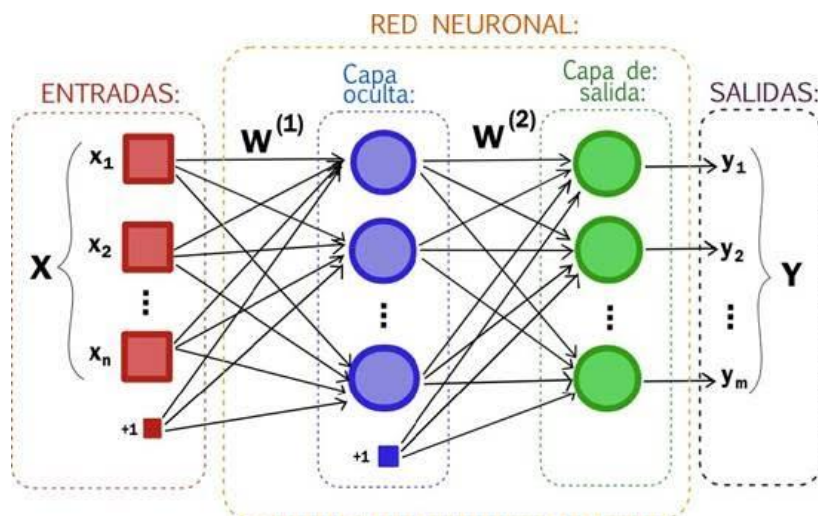 RED NEURONAL:
ENTRADAS:
Capa
oculta:
Capa de:
salida:
SALIDAS:
W(1)
W(2)
x1
x2
xn
+1
X
+1
y1
y2
ym
Y